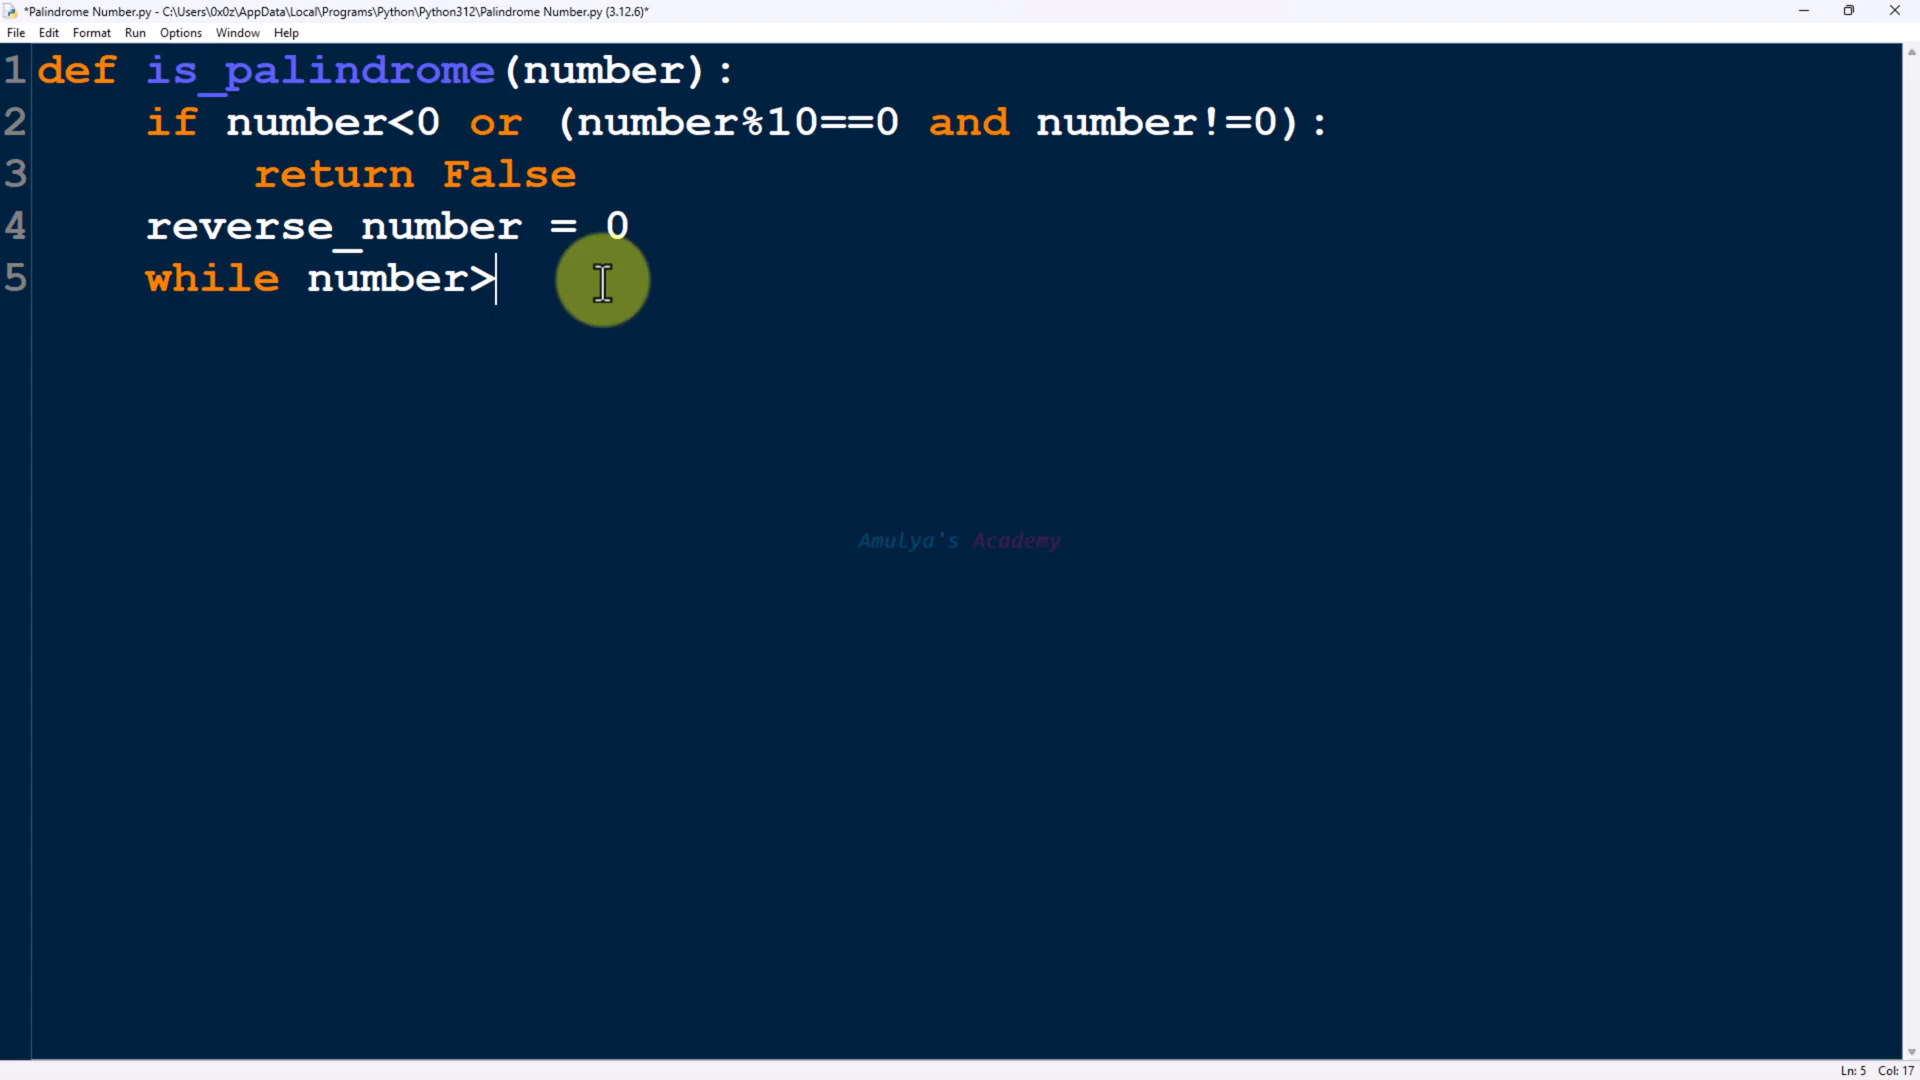 *Palindrome Number.py - C:\Users\0x0z\AppData\Local\Programs\Python\Python312\Palindrome Number.py (3.12.6)*
File Edit Format Run Options Window Help
1 def is_palindrome(number):
2     if number<0 or (number%10==0 and number!=0):
3         return False
4     reverse_number = 0
5     while number>
Amulya's Academy
Ln: 5 Col: 17